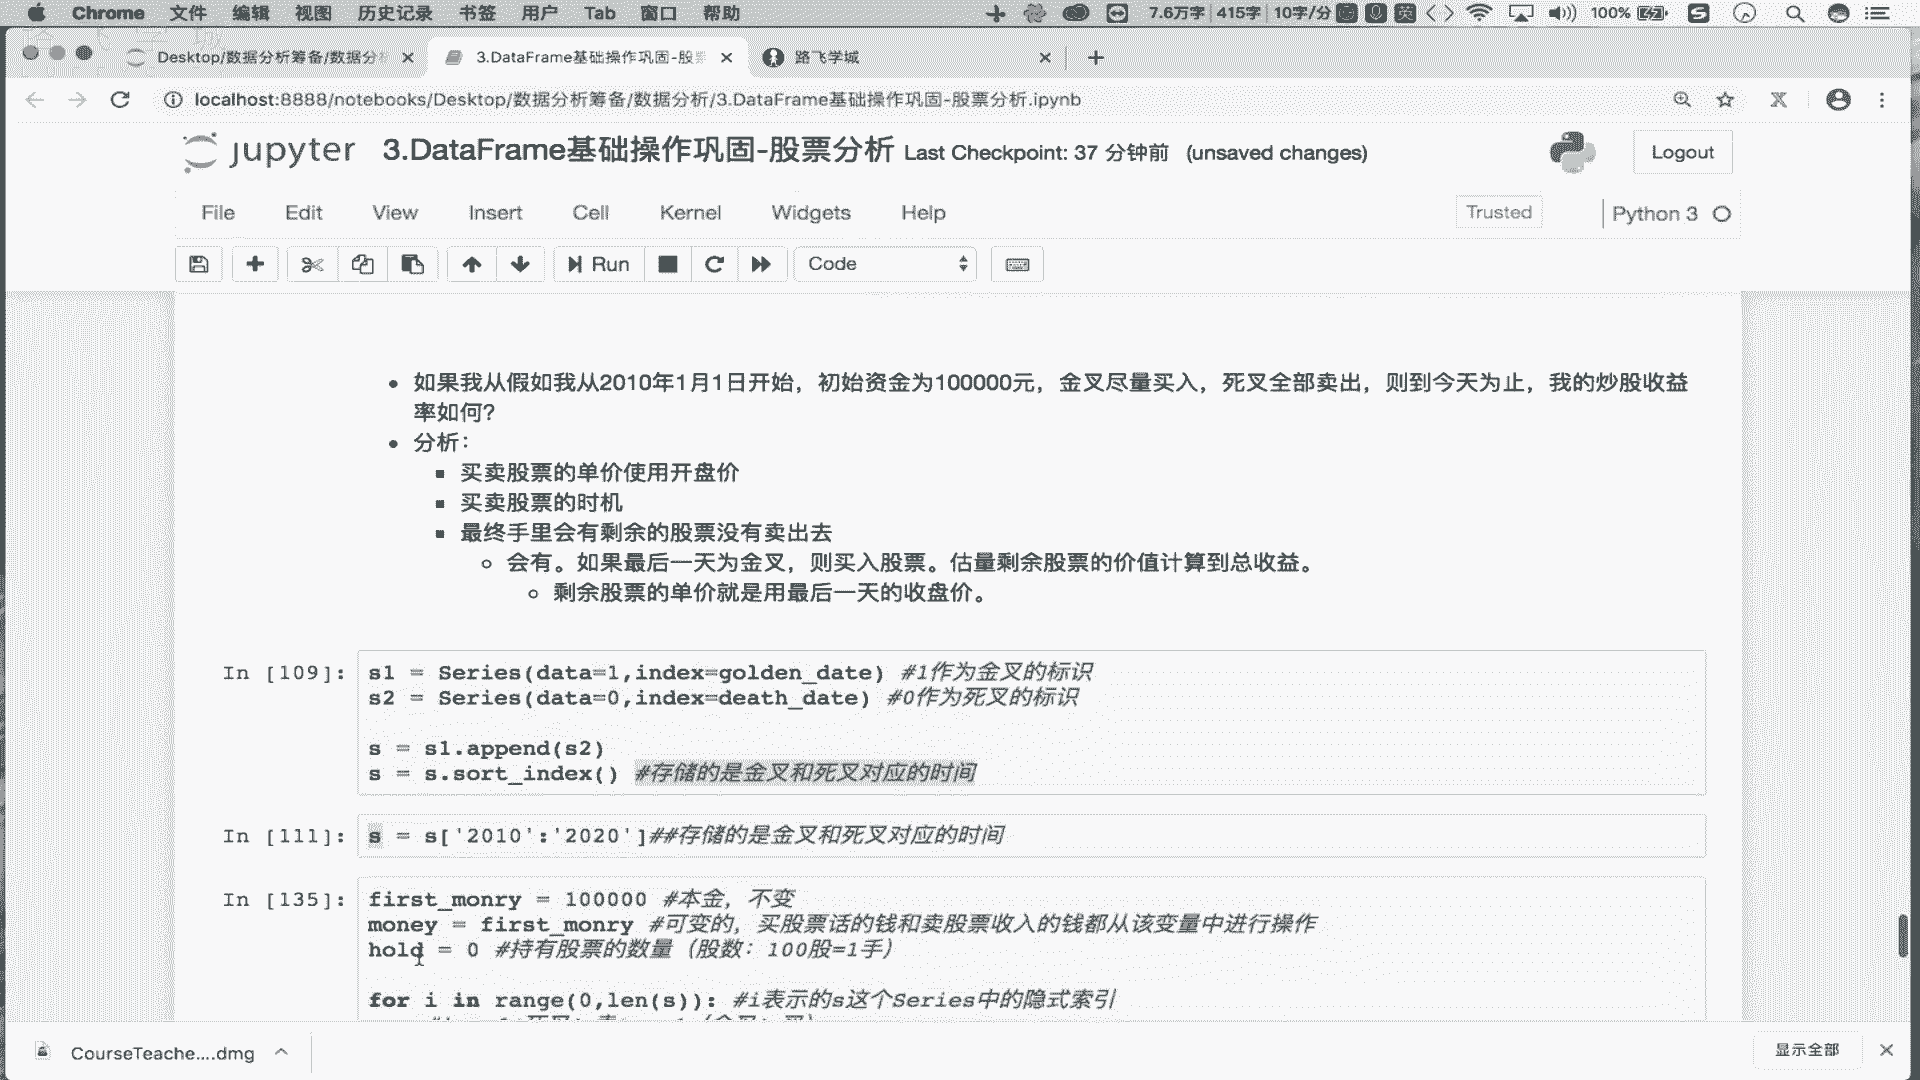 Chrome 文件 编辑 视图 历史记录 书签 用户 Tab 窗口 帮助 7.6万字 415字 10字/分 英 100%
Desktop/数据分析筹备/数据分析
3.DataFrame基础操作巩固-股票
路飞学城
localhost:8888/notebooks/Desktop/数据分析筹备/数据分析/3.DataFrame基础操作巩固-股票分析.ipynb
jupyter 3.DataFrame基础操作巩固-股票分析 Last Checkpoint: 37 分钟前 (unsaved changes) Logout
File Edit View Insert Cell Kernel Widgets Help Trusted Python 3
Run Code
如果我从假如我从2010年1月1日开始，初始资金为100000元，金叉尽量买入，死叉全部卖出，则到今天为止，我的炒股收益
率如何？
分析：
买卖股票的单价使用开盘价
买卖股票的时机
最终手里会有剩余的股票没有卖出去
会有。如果最后一天为金叉，则买入股票。估量剩余股票的价值计算到总收益。
剩余股票的单价就是用最后一天的收盘价。
In [109]: s1 = Series(data=1,index=golden_date) #1作为金叉的标识
s2 = Series(data=0,index=death_date) #0作为死叉的标识
s = s1.append(s2)
s = s.sort_index() #存储的是金叉和死叉对应的时间
In [111]: s = s['2010':'2020']##存储的是金叉和死叉对应的时间
In [135]: first_monry = 100000 #本金，不变
money = first_monry #可变的，买股票话的钱和卖股票收入的钱都从该变量中进行操作
hold = 0 #持有股票的数量（股数：100股=1手）
for i in range(0,len(s)): #i表示的s这个Series中的隐式索引
CourseTeache....dmg 显示全部